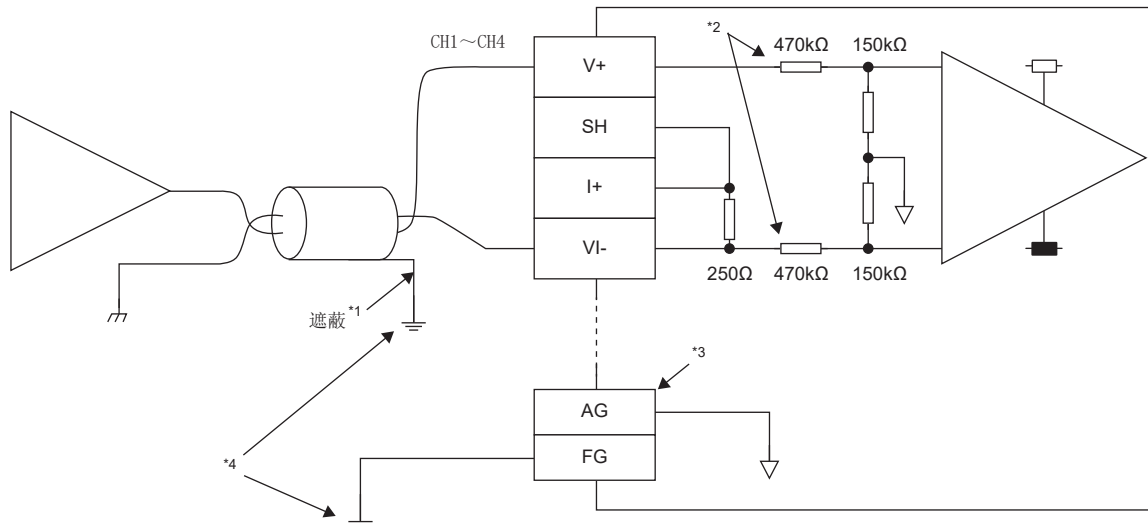 CH1～CH4
*2
470kΩ
150kΩ
V+
SH
I+
VI-
250Ω
470kΩ
150kΩ
遮蔽*1
*3
AG
FG
*4